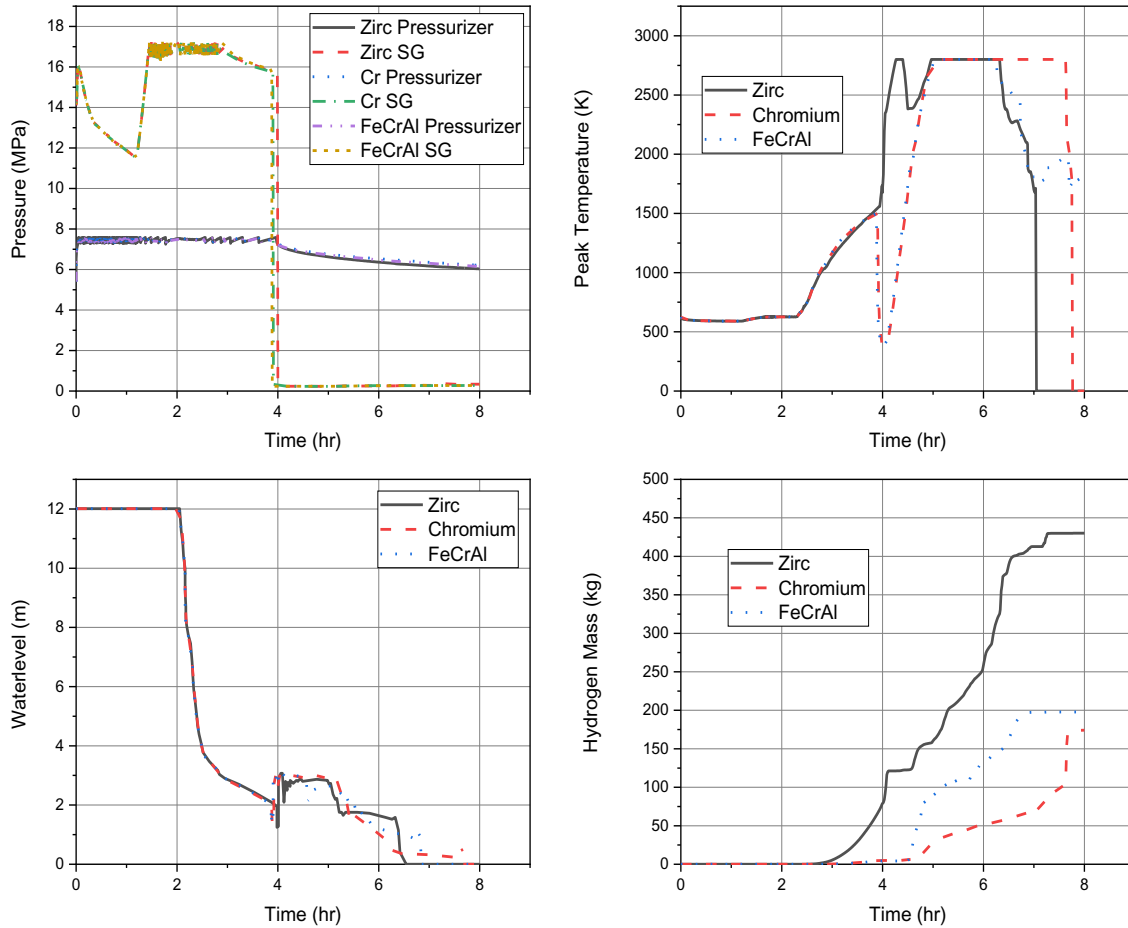 Zirc Pressurizer
Zirc SG
Cr Pressurizer
Cr SG
FeCrAl Pressurizer
FeCrAl SG
Pressure (MPa)
0
2
4
6
8
10
12
14
16
18
0
2
4
6
8
Time (hr)
Zirc
Chromium
FeCrAl
Peak Temperature (K)
0
500
1000
1500
2000
2500
3000
0
2
4
6
8
Time (hr)
Zirc
Chromium
FeCrAl
Waterlevel (m)
0
2
4
6
8
10
12
0
2
4
6
8
Time (hr)
Zirc
Chromium
FeCrAl
Hydrogen Mass (kg)
0
50
100
150
200
250
300
350
400
450
500
0
2
4
6
8
Time (hr)